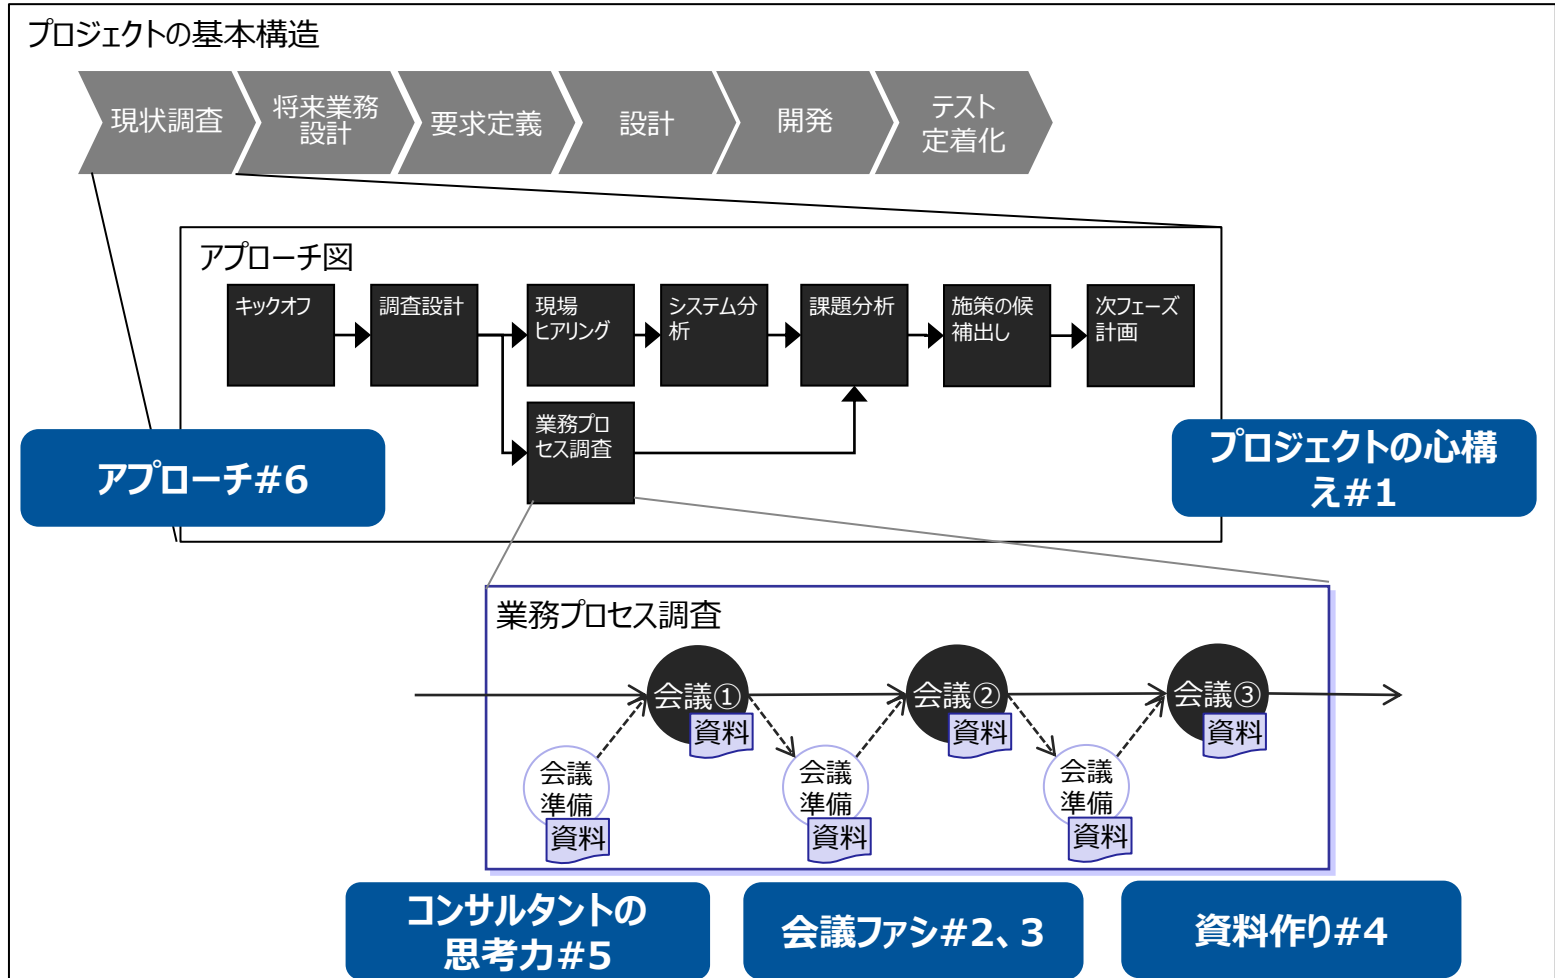 プロジェクトの基本構造
現状調査
将来業務
設計
要求定義
設計
開発
テスト
定着化
アプローチ図
キックオフ
調査設計
現場
ヒアリング
システム分
析
課題分析
施策の候
補出し
次フェーズ
計画
業務プロ
セス調査
アプローチ#6
プロジェクトの心構
え#1
業務プロセス調査
会議①
資料
会議②
資料
会議③
資料
会議
準備
資料
会議
準備
資料
会議
準備
資料
コンサルタントの
思考力#5
会議ファシ#2、3
資料作り#4